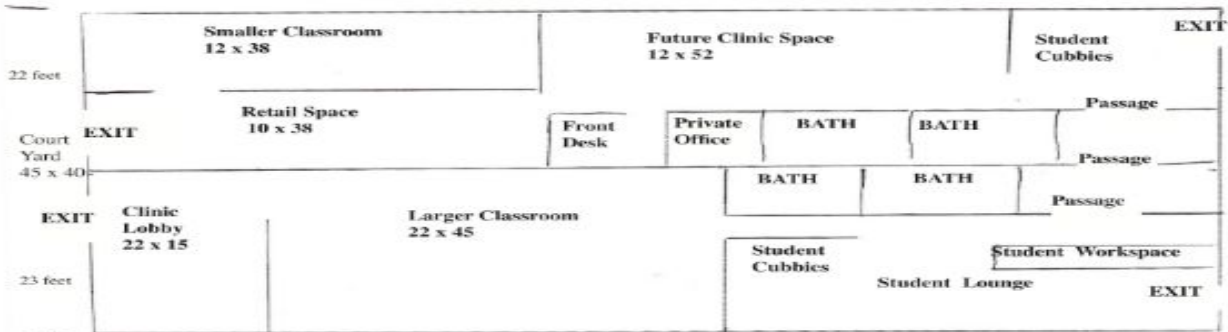 Smaller Classroom
12 x 38
Future Clinic Space
12 x 52
Student
Cubbies
EXIT
22 feet
Retail Space
10 x 38
Passage
EXIT
Front
Desk
Private
Office
BATH
BATH
Court
Yard
45 x 40
Passage
BATH
BATH
Passage
EXIT
Clinic
Lobby
22 x 15
Larger Classroom
22 x 45
Student
Cubbies
Student Workspace
23 feet
Student Lounge
EXIT